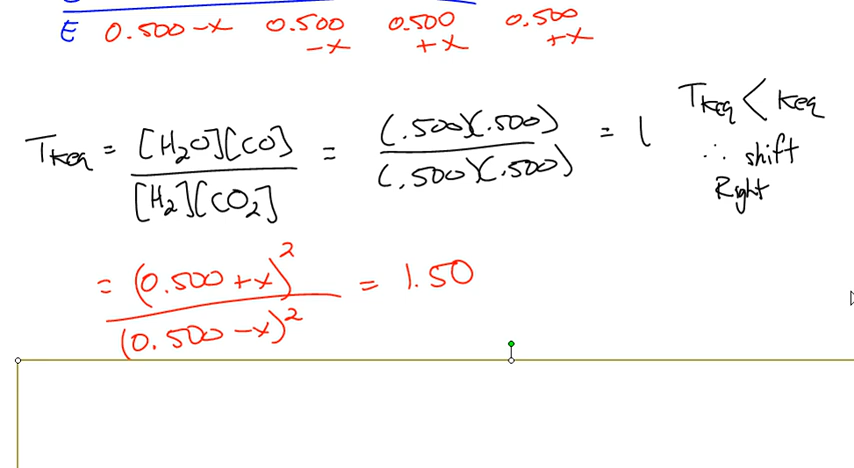 E 0.500-x 0.500-x 0.500+x 0.500+x
TKeq = [H2O][CO] / [H2][CO2] = (.500)(.500) / (.500)(.500) = 1
TKeq < Keq
∴ shift
Right
= (0.500+x)^2 / (0.500-x)^2 = 1.50